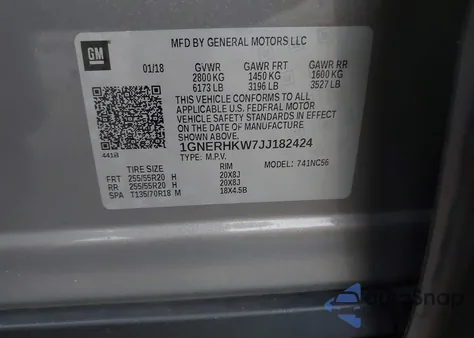 GM
MFD BY GENERAL MOTORS LLC
01/18 GVWR GAWR FRT GAWR RR
2800 KG 1450 KG 1600 KG
6173 LB 3196 LB 3527 LB
THIS VEHICLE CONFORMS TO ALL
APPLICABLE U.S. FEDERAL MOTOR
VEHICLE SAFETY STANDARDS IN EFFECT
ON THE DATE OF MANUFACTURE
SHOWN ABOVE.
1GNERHKW7JJ182424
TYPE: M.P.V. MODEL: 741NC56
441B
TIRE SIZE RIM
FRT 255/55R20 H 20X8J
RR 255/55R20 H 20X8J
SPA T135/70R18 M 18X4.5B